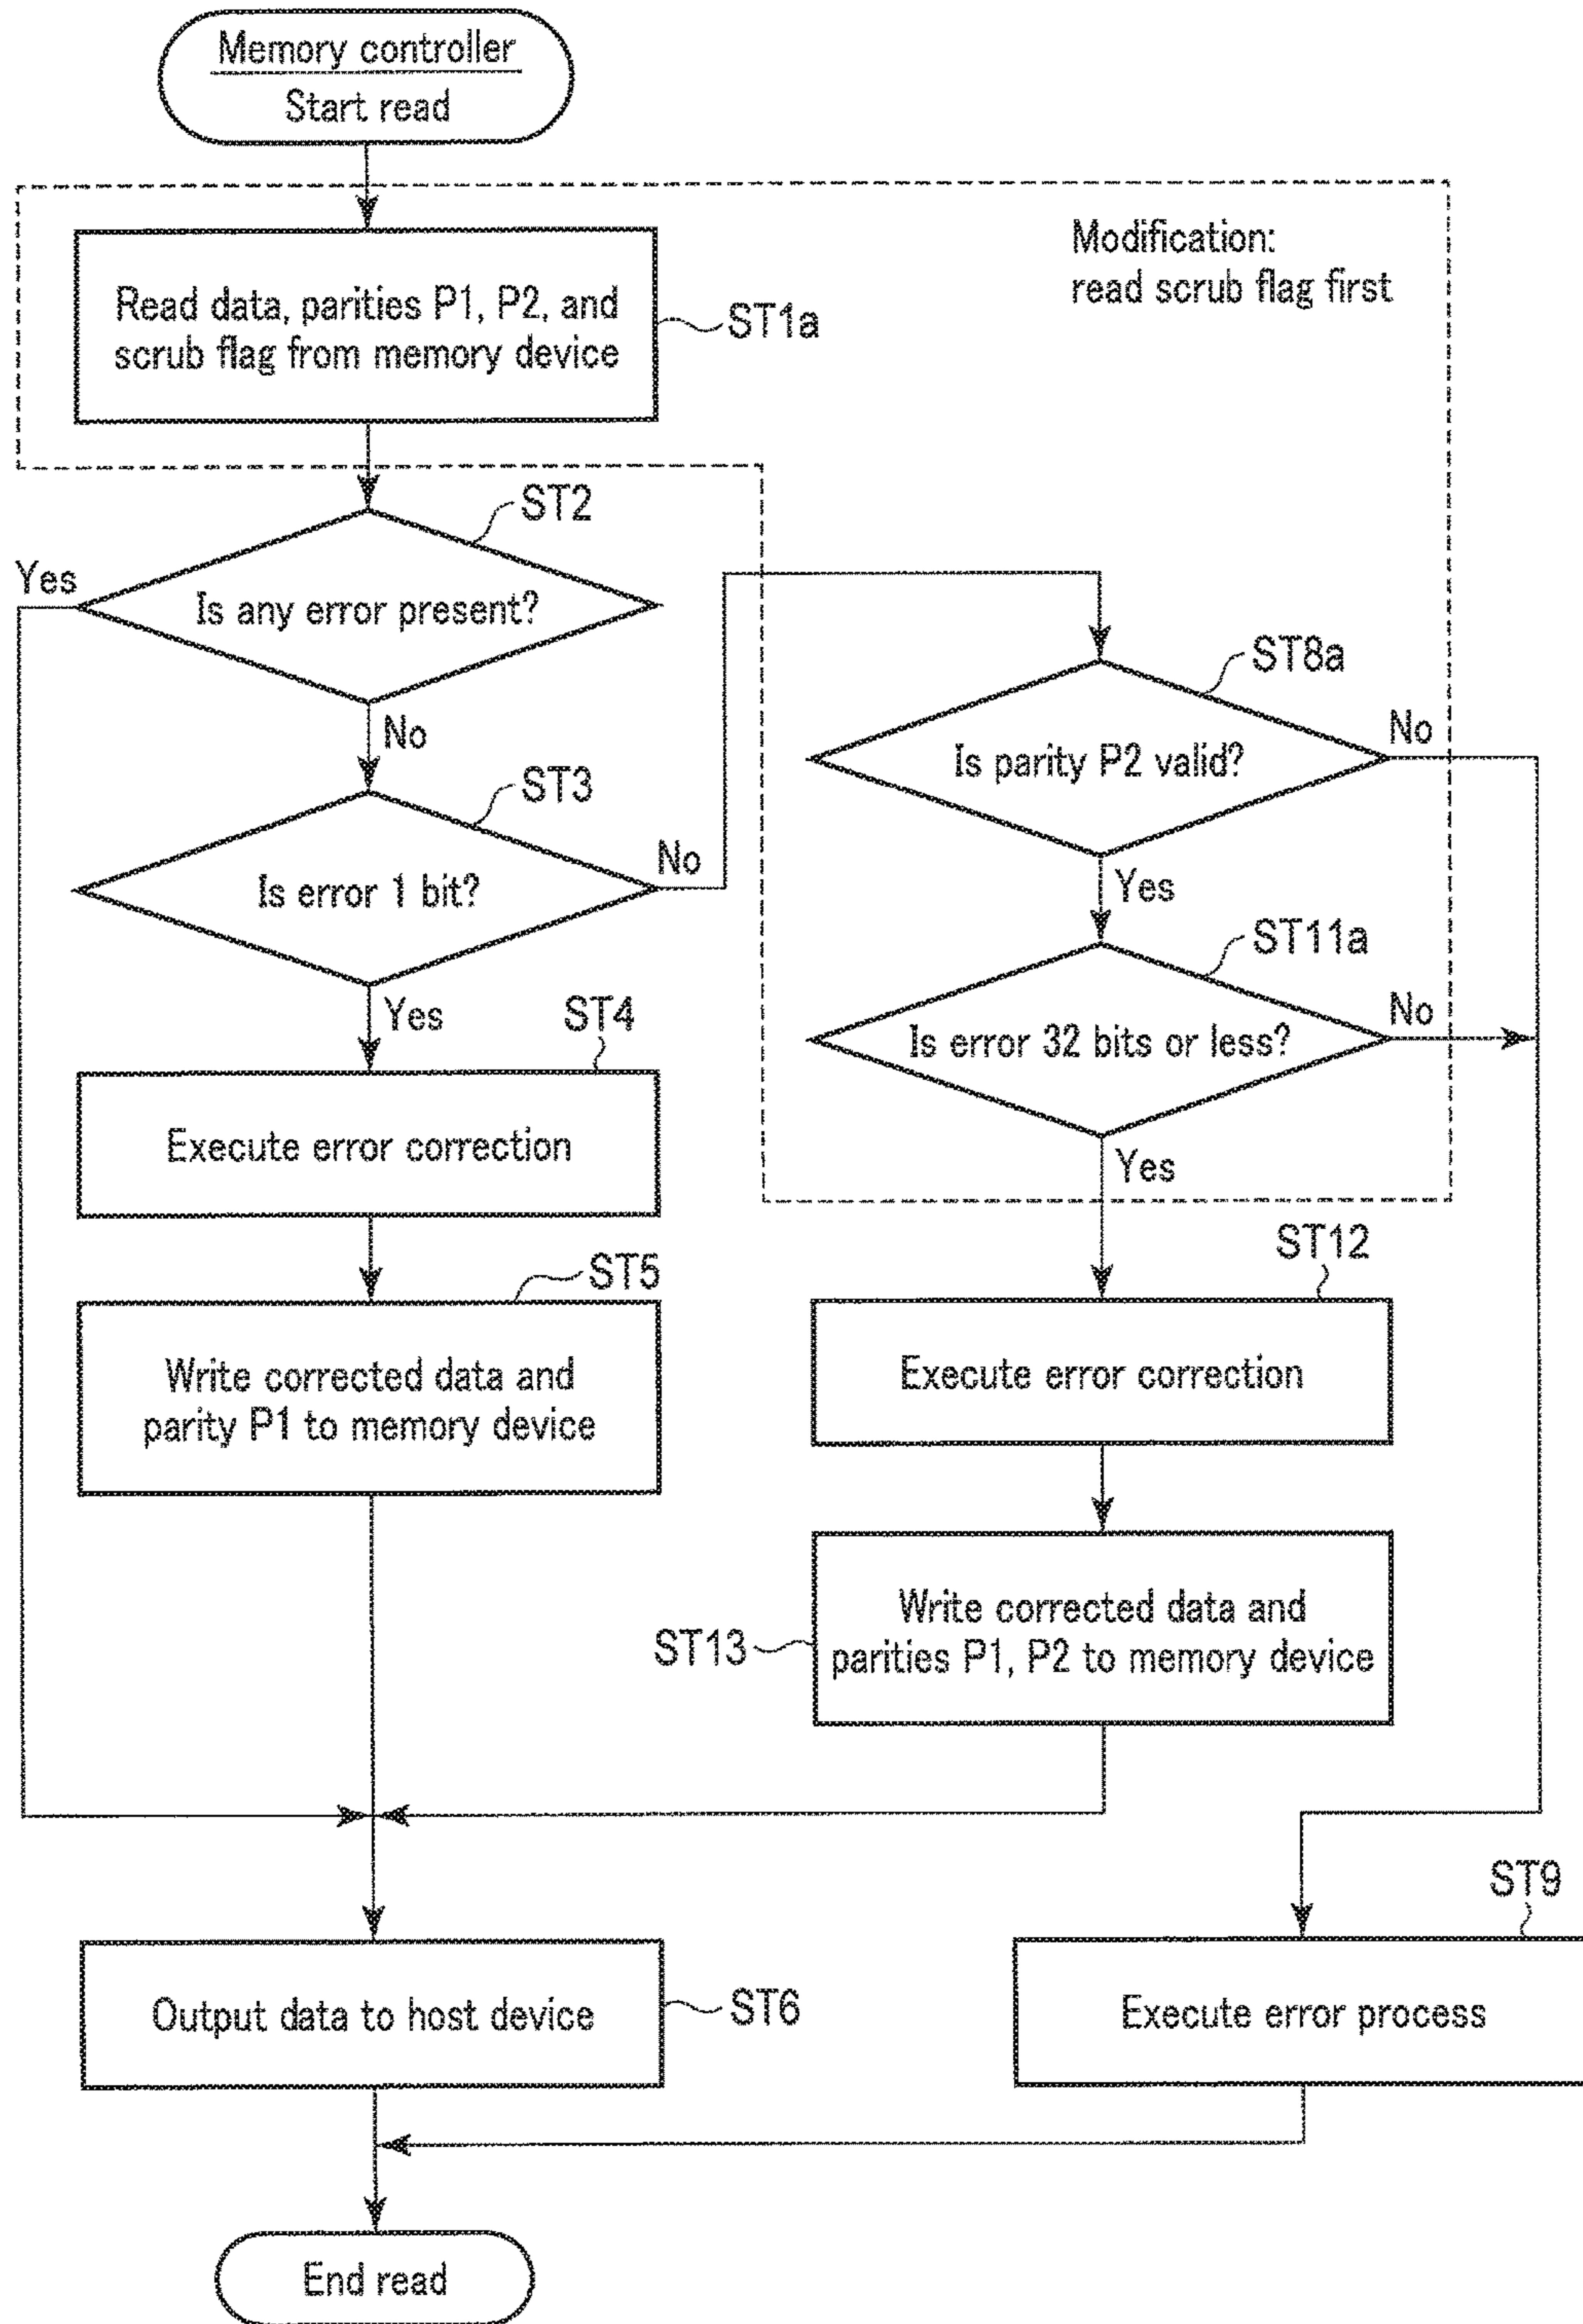 Memory controller
Start read
Modification:
read scrub flag first
Read data, parities P1, P2, and
scrub flag from memory device
ST1a
ST2
Yes
Is any error present?
No
ST3
No
Is error 1 bit?
Yes
ST8a
No
Is parity P2 valid?
Yes
ST11a
No
Is error 32 bits or less?
Yes
ST4
Execute error correction
ST5
Write corrected data and
parity P1 to memory device
ST12
Execute error correction
ST13
Write corrected data and
parities P1, P2 to memory device
ST6
Output data to host device
ST9
Execute error process
End read